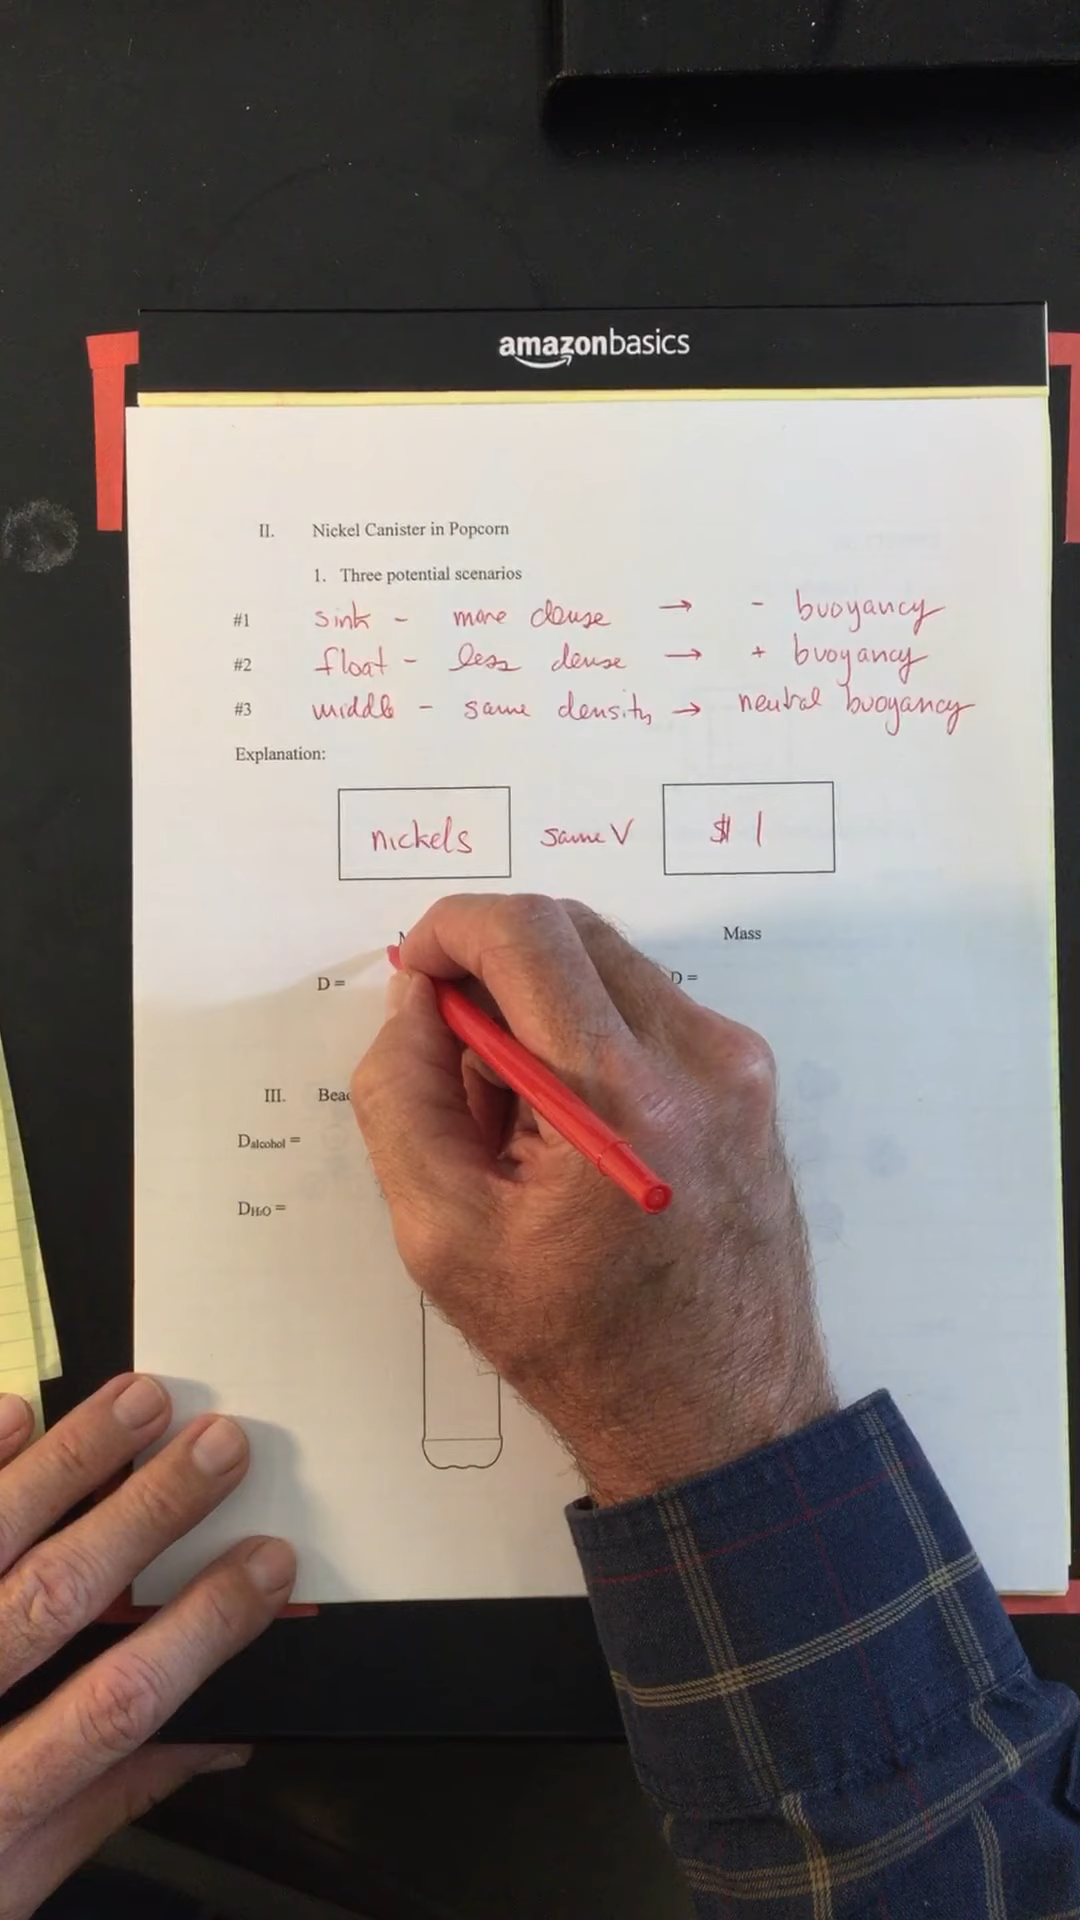 amazonbasics
II. Nickel Canister in Popcorn
1. Three potential scenarios
#1 sink - more dense → - buoyancy
#2 float - less dense → + buoyancy
#3 middle - same density → neutral buoyancy
Explanation:
nickels same V $ 1
Mass
D = D =
III.
Dalcohol =
DH₂O =